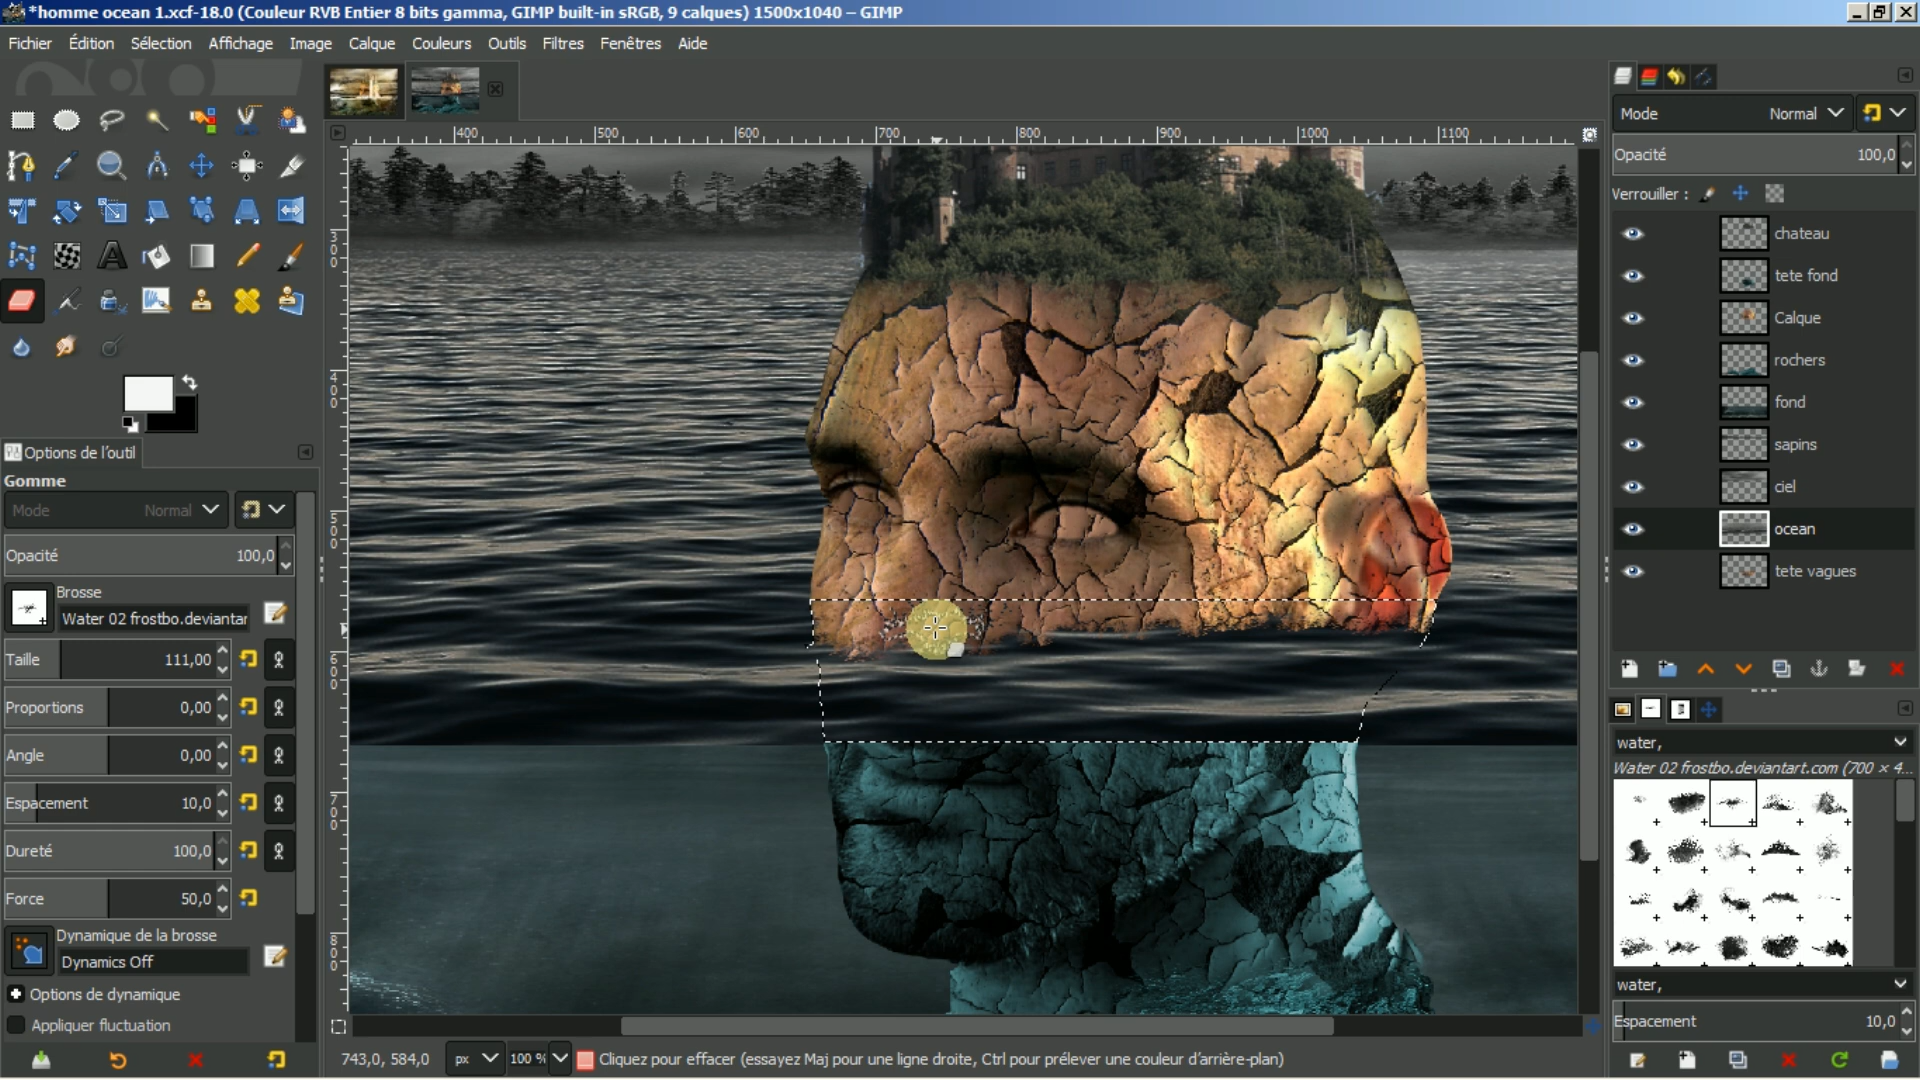 *homme ocean 1.xcf-18.0 (Couleur RVB Entier 8 bits gamma, GIMP built-in sRGB, 9 calques) 1500x1040 – GIMP
Fichier Édition Sélection Affichage Image Calque Couleurs Outils Filtres Fenêtres Aide
400 500 600 700 800 900 1000 1100
300
400
500
600
700
800
Options de l'outil
Gomme
Mode Normal
Opacité 100,0
Brosse
Water 02 frostbo.deviantar
Taille 111,00
Proportions 0,00
Angle 0,00
Espacement 10,0
Dureté 100,0
Force 50,0
Dynamique de la brosse
Dynamics Off
Options de dynamique
Appliquer fluctuation
743,0, 584,0 px 100 % Cliquez pour effacer (essayez Maj pour une ligne droite, Ctrl pour prélever une couleur d'arrière-plan)
Mode Normal
Opacité 100,0
Verrouiller :
chateau
tete fond
Calque
rochers
fond
sapins
ciel
ocean
tete vagues
water,
Water 02 frostbo.deviantart.com (700 × 4...
water,
Espacement 10,0